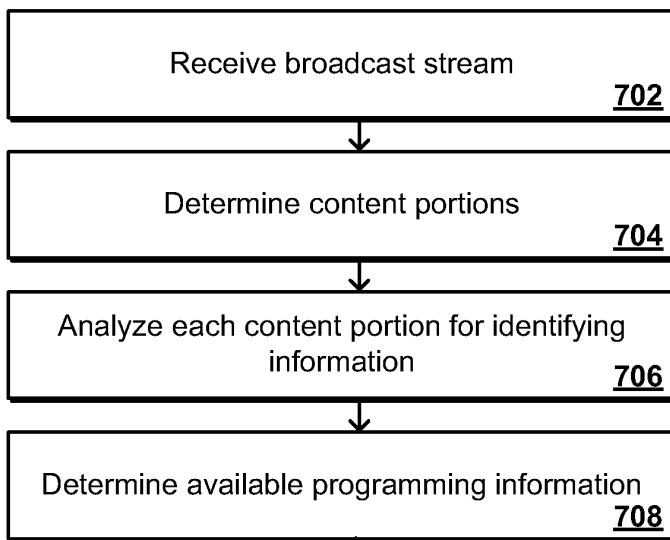 Receive broadcast stream
702
Determine content portions
704
Analyze each content portion for identifying
information
706
Determine available programming information
708